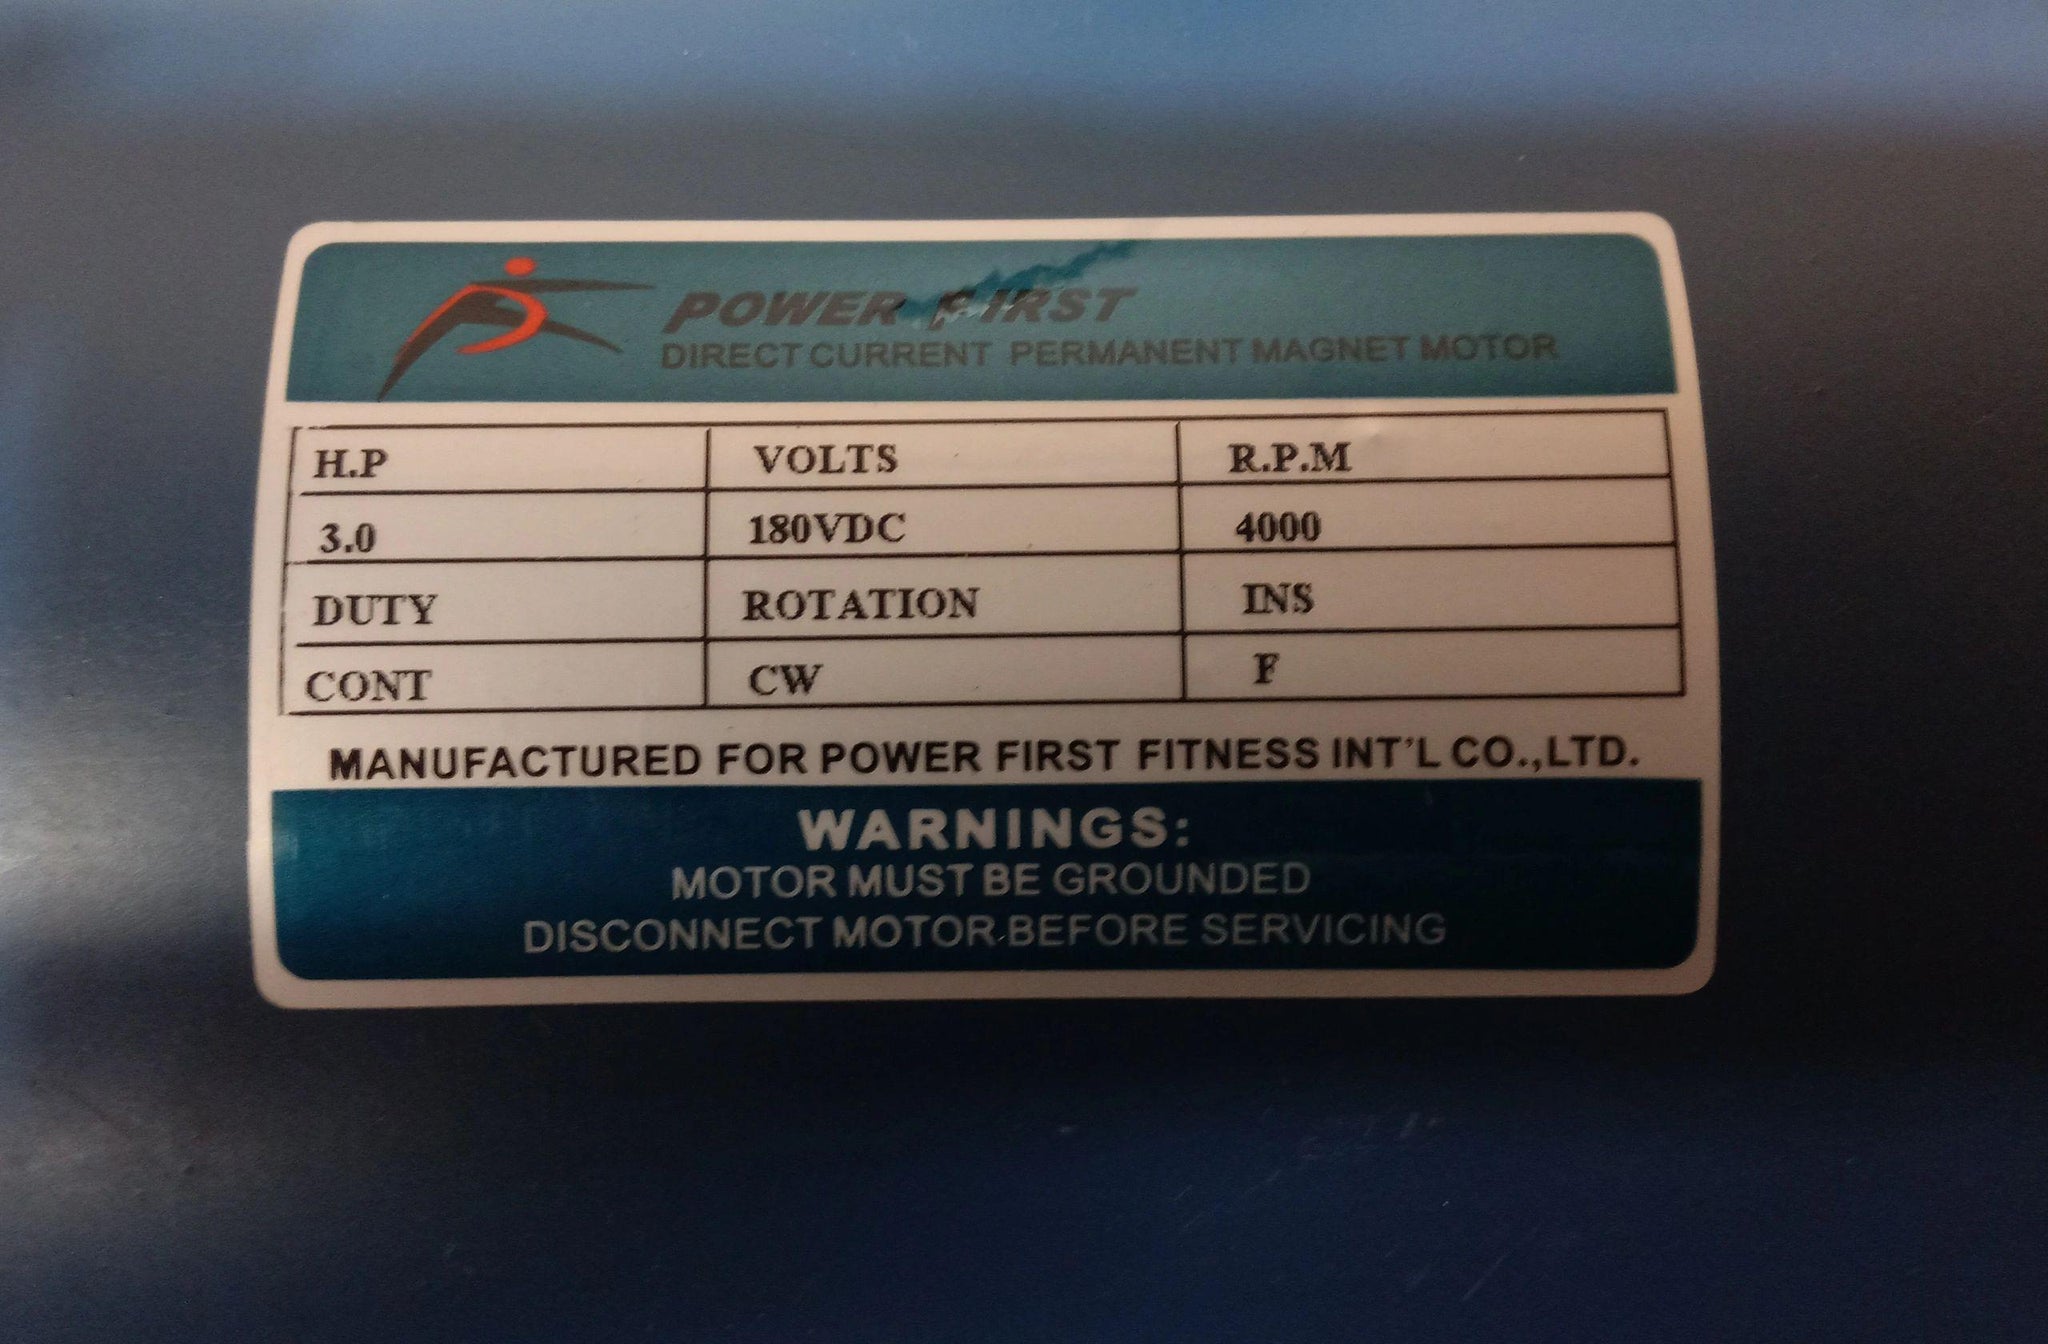 POWER FIRST
DIRECT CURRENT PERMANENT MAGNET MOTOR
H.P VOLTS R.P.M
3.0 180VDC 4000
DUTY ROTATION INS
CONT CW F
MANUFACTURED FOR POWER FIRST FITNESS INT'L CO.,LTD.
WARNINGS:
MOTOR MUST BE GROUNDED
DISCONNECT MOTOR BEFORE SERVICING